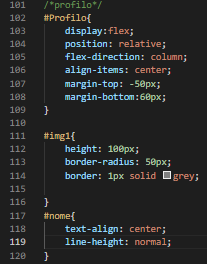 101 /*profilo*/
102 #Profilo{
103 display:flex;
104 position: relative;
105 flex-direction: column;
106 align-items: center;
107 margin-top: -50px;
108 margin-bottom:60px;
109 }
110
111 #img1{
112 height: 100px;
113 border-radius: 50px;
114 border: 1px solid grey;
115
116 }
117 #nome{
118 text-align: center;
119 line-height: normal;
120 }